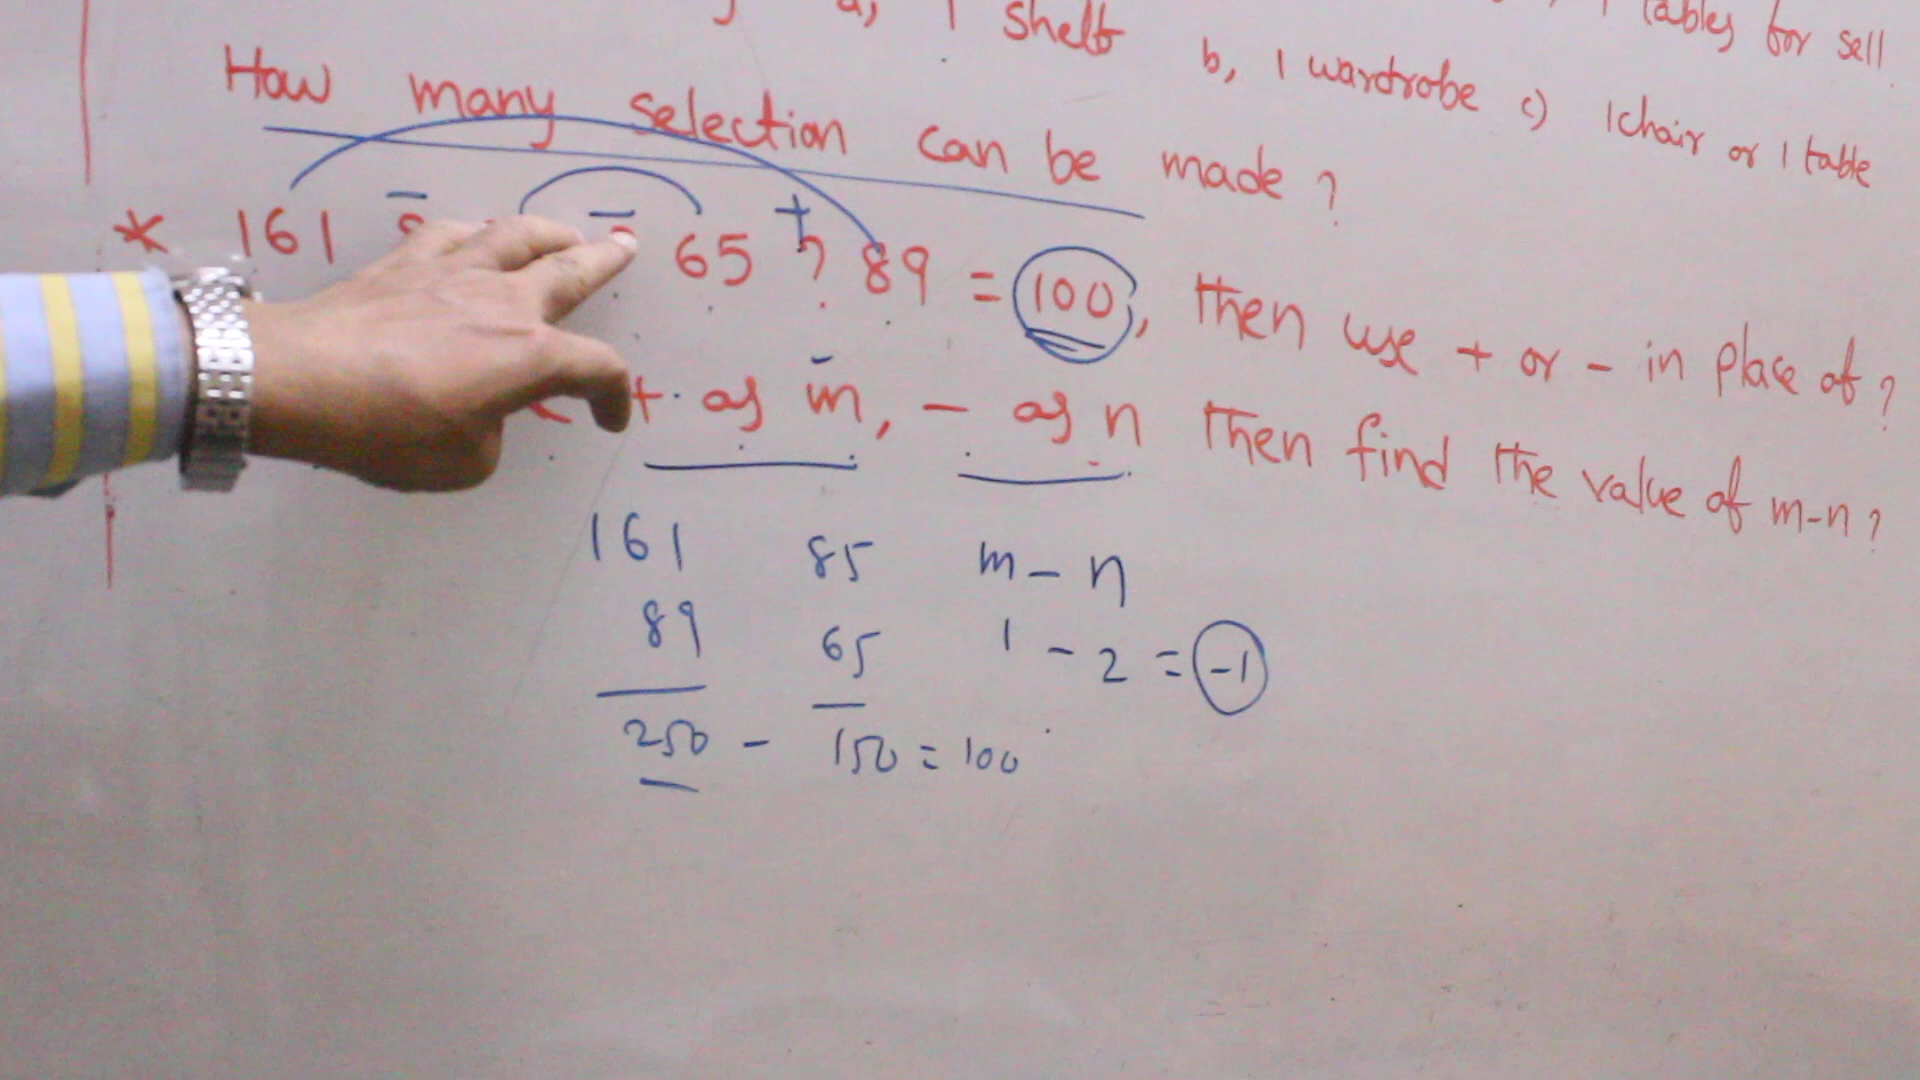 a) 1 shelf b, 1 wardrobe c) 1 chair or 1 table
tables for sell
How many selection can be made ?
- - +
* 161 ? 65 ? 89 = 100, then use + or - in place of ?
+ as m, - as n then find the value of m-n ?
161 85 m - n
89 65 1 - 2 = -1
250 - 150 = 100